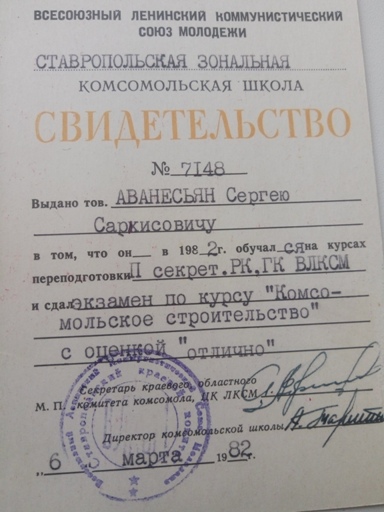 ВСЕСОЮЗНЫЙ ЛЕНИНСКИЙ КОММУНИСТИЧЕСКИЙ
СОЮЗ МОЛОДЕЖИ
СТАВРОПОЛЬСКАЯ ЗОНАЛЬНАЯ
КОМСОМОЛЬСКАЯ ШКОЛА
СВИДЕТЕЛЬСТВО
№ 7148
Выдано тов. АВАНЕСЬЯН Сергею
Саркисовичу
в том, что он в 1982г. обучался на курсах
переподготовки П секрет.РК.ГК ВЛКСМ
и сдал экзамен по курсу "Комсо-
мольское строительство"
с оценкой "отлично"
Секретарь краевого, областного
М. П. комитета комсомола, ЦК ЛКСМ
Директор комсомольской школы
„6 марта 1982